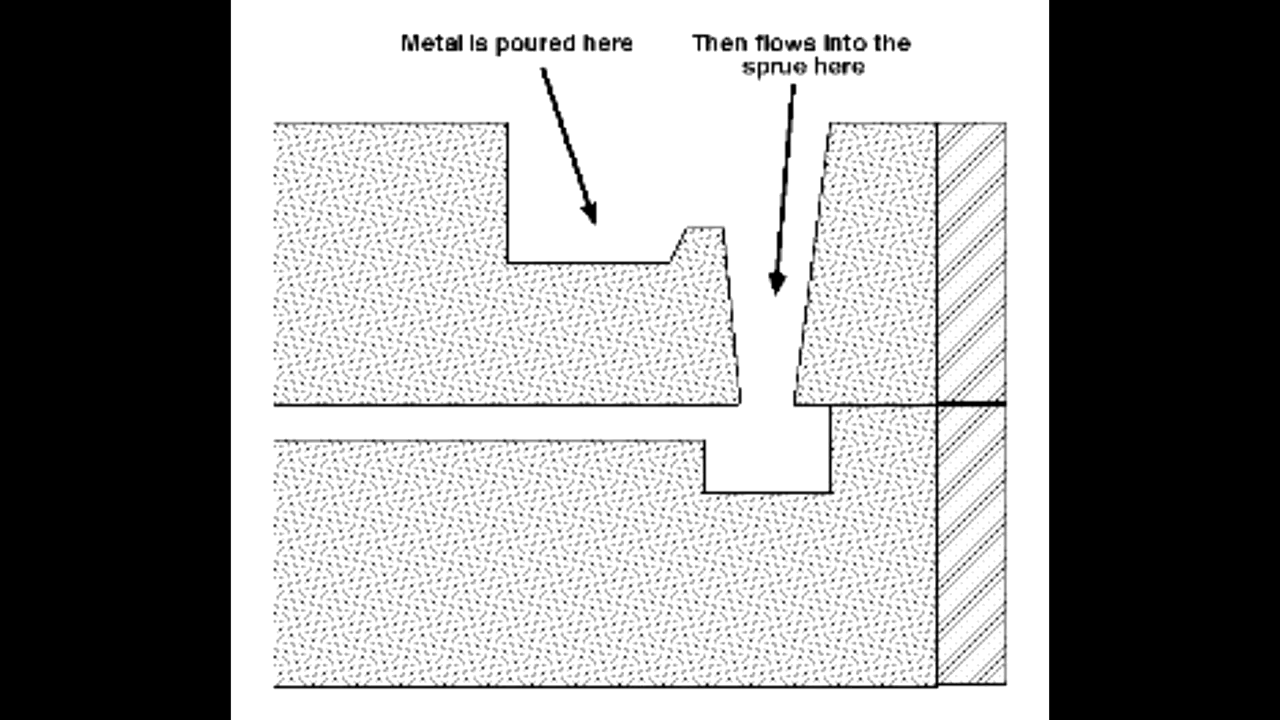 Metal is poured here
Then flows into the
sprue here